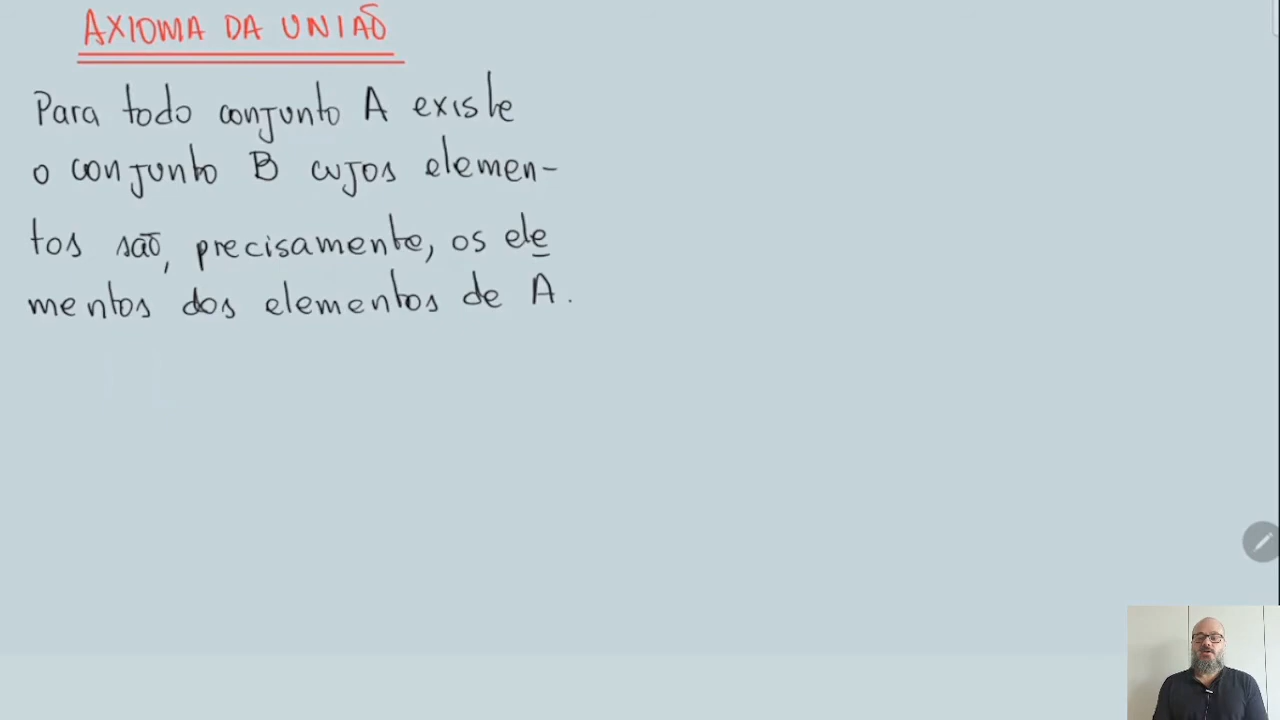 AXIOMA DA UNIÃO
Para todo conjunto A existe
o conjunto B cujos elemen-
tos são, precisamente, os ele
mentos dos elementos de A.